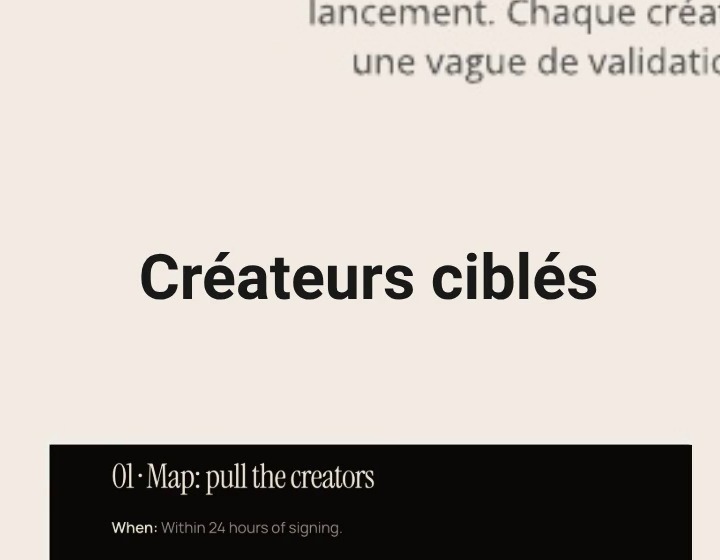 lancement. Chaque
une vague de
Créateurs ciblés
01 · Map: pull the creators
When: Within 24 hours of signing.